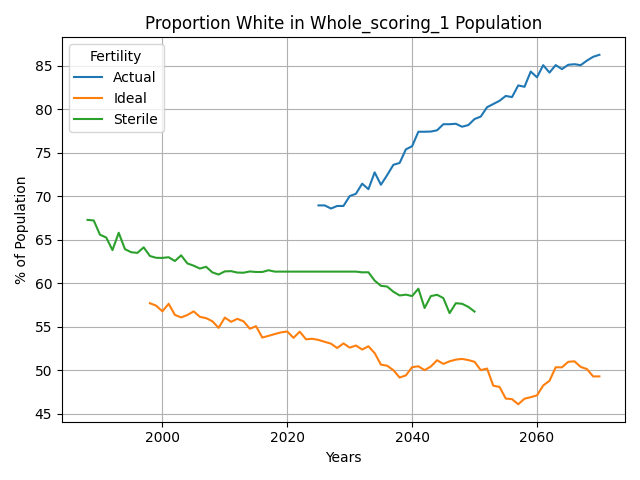 Proportion White in Whole_scoring_1 Population
Fertility
Actual
Ideal
Sterile
% of Population
85
80
75
70
65
60
55
50
45
2000
2020
2040
2060
Years